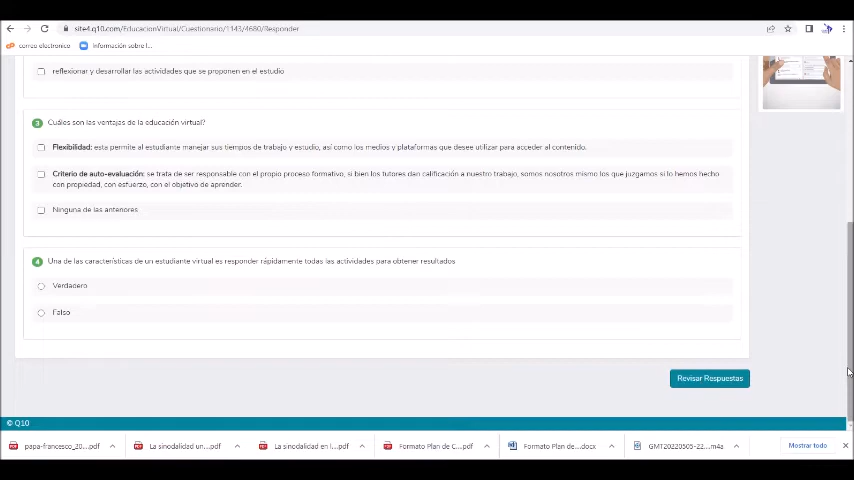 site4.q10.com/EducacionVirtual/Cuestionario/1143/4680/Responder
correo electronico
Información sobre l...
reflexionar y desarrollar las actividades que se proponen en el estudio
3 Cuáles son las ventajas de la educación virtual?
Flexibilidad: esta permite al estudiante manejar sus tiempos de trabajo y estudio, así como los medios y plataformas que desee utilizar para acceder al contenido.
Criterio de auto-evaluación: se trata de ser responsable con el propio proceso formativo, si bien los tutores dan calificación a nuestro trabajo, somos nosotros mismo los que juzgamos si lo hemos hecho
con propiedad, con esfuerzo, con el objetivo de aprender.
Ninguna de las anteriores
4 Una de las características de un estudiante virtual es responder rápidamente todas las actividades para obtener resultados
Verdadero
Falso
Revisar Respuestas
© Q10
papa-francesco_20....pdf
La sinodalidad un....pdf
La sinodalidad en l....pdf
Formato Plan de C....pdf
Formato Plan de....docx
GMT20220505-22....m4a
Mostrar todo